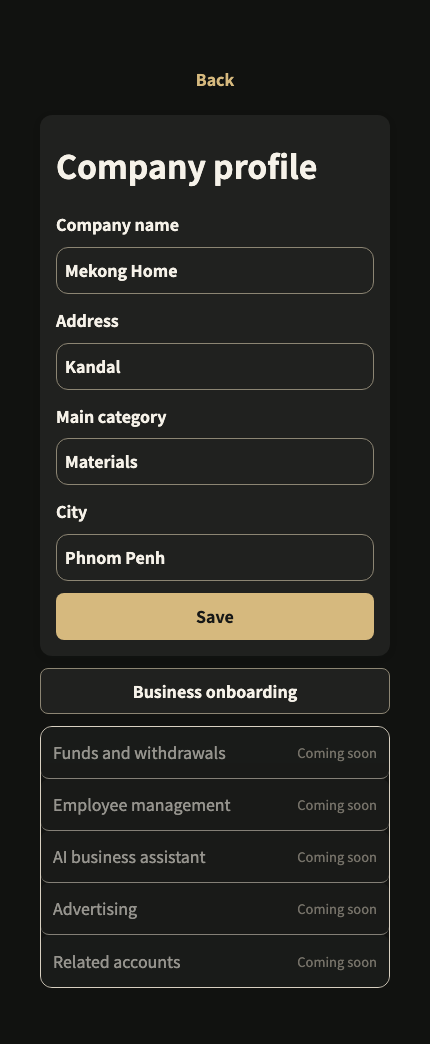 Back
Company profile
Company name
Mekong Home
Address
Kandal
Main category
Materials
City
Phnom Penh
Save
Business onboarding
Funds and withdrawals Coming soon
Employee management Coming soon
AI business assistant Coming soon
Advertising Coming soon
Related accounts Coming soon